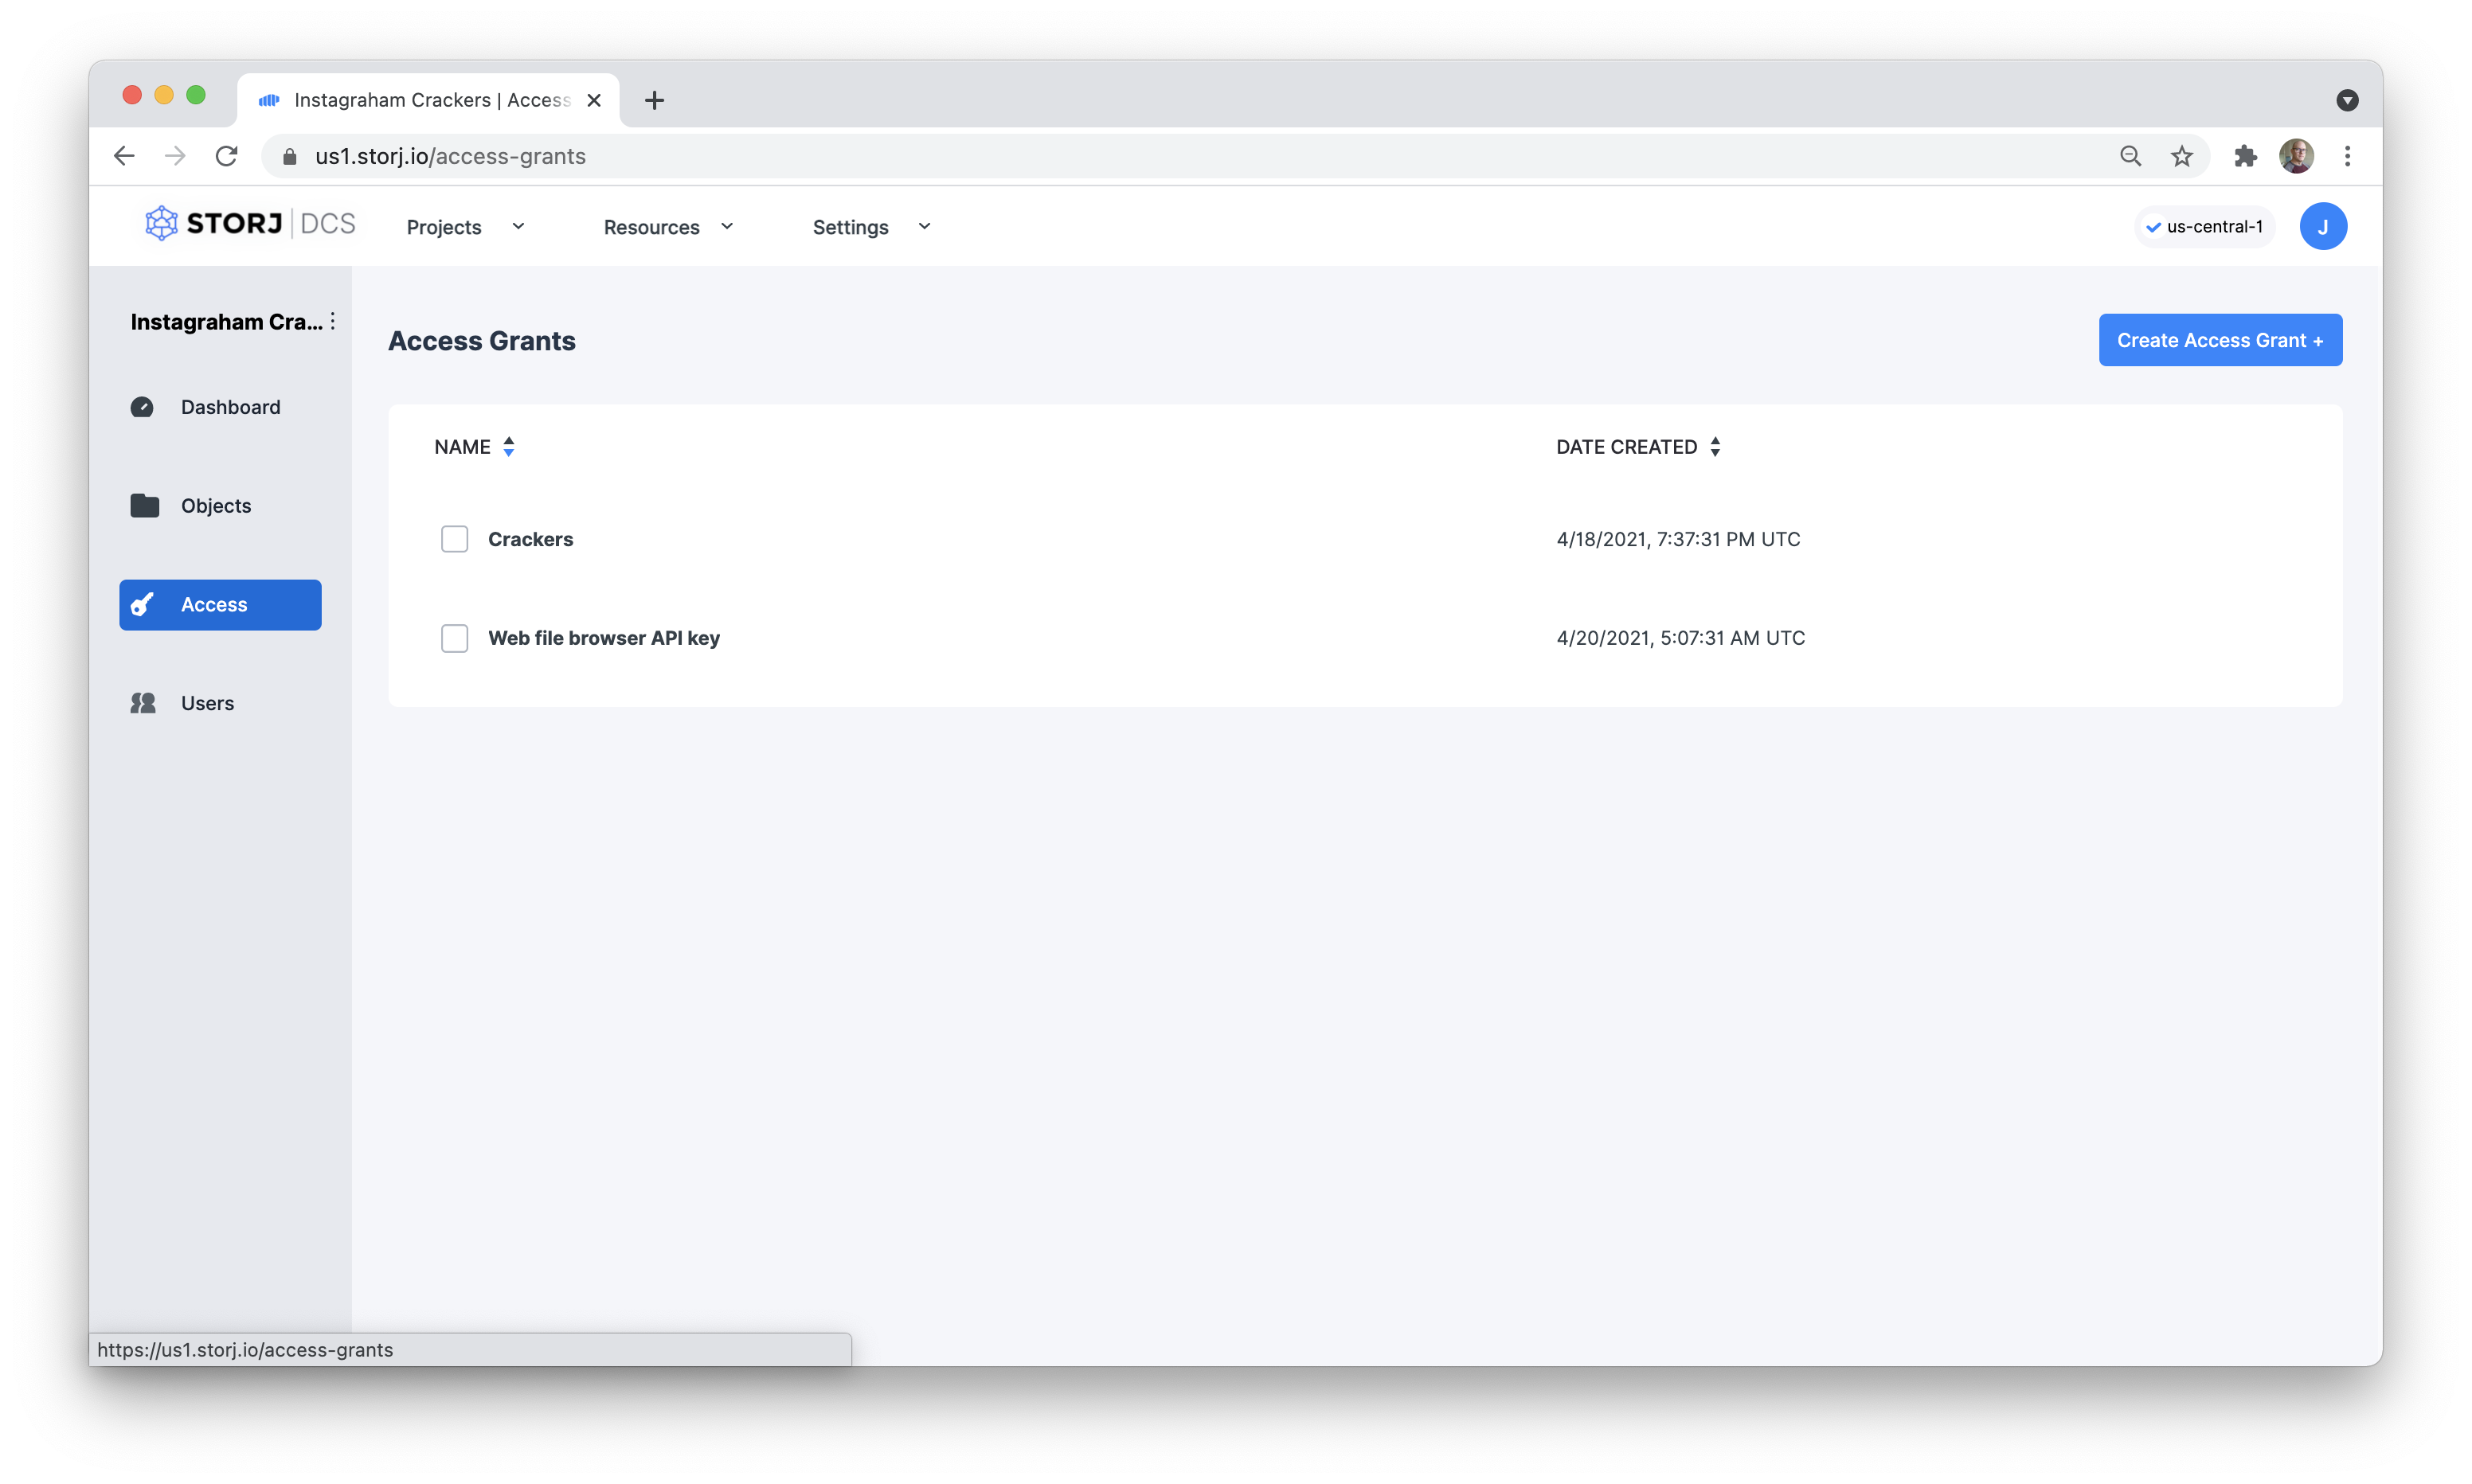 Instagraham Crackers | Access
us1.storj.io/access-grants
STORJ | DCS
Projects
Resources
Settings
us-central-1
J
Instagraham Cra...
Dashboard
Objects
Access
Users
Access Grants
Create Access Grant +
NAME
DATE CREATED
Crackers
4/18/2021, 7:37:31 PM UTC
Web file browser API key
4/20/2021, 5:07:31 AM UTC
https://us1.storj.io/access-grants